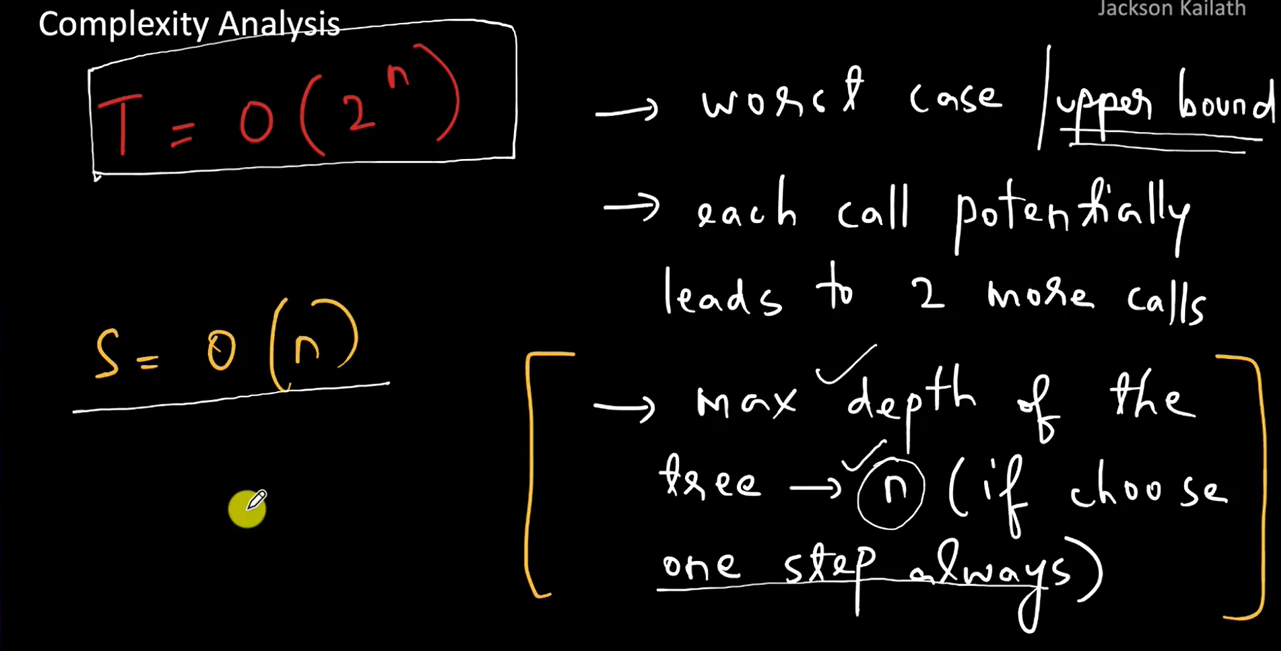 Complexity Analysis
Jackson Kailath
T = O(2^n)
→ worst case / upper bound
→ each call potentially
leads to 2 more calls
S = O(n)
→ max depth of the
tree → n (if choose
one step always)